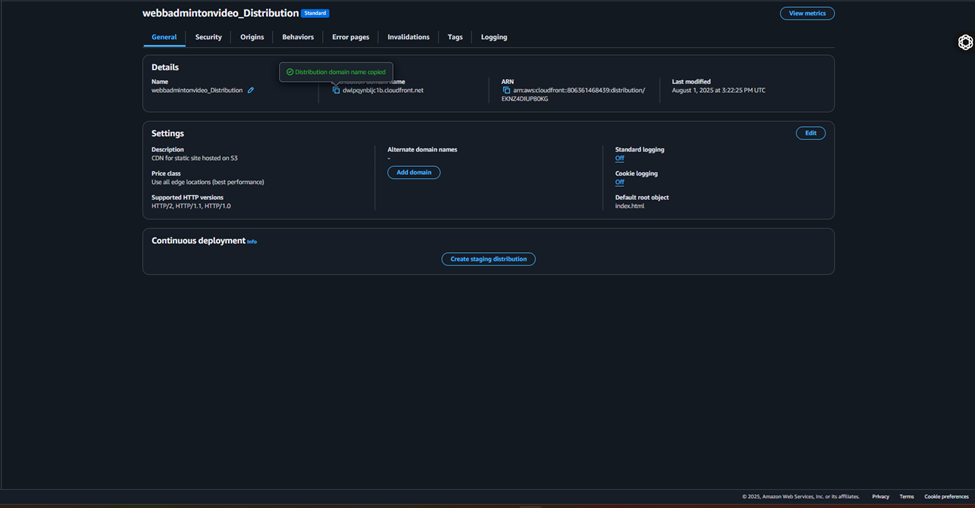 webbadmintonvideo_Distribution Standard
View metrics
General Security Origins Behaviors Error pages Invalidations Tags Logging
Details
Distribution domain name copied
Name
webbadmintonvideo_Distribution
name
dwlpqynbljc1b.cloudfront.net
ARN
arn:aws:cloudfront::806361468439:distribution/
EKNZ4DIUPB0KG
Last modified
August 1, 2025 at 3:22:25 PM UTC
Settings
Edit
Description
CDN for static site hosted on S3
Price class
Use all edge locations (best performance)
Supported HTTP versions
HTTP/2, HTTP/1.1, HTTP/1.0
Alternate domain names
-
Add domain
Standard logging
Off
Cookie logging
Off
Default root object
index.html
Continuous deployment Info
Create staging distribution
© 2025, Amazon Web Services, Inc. or its affiliates. Privacy Terms Cookie preferences